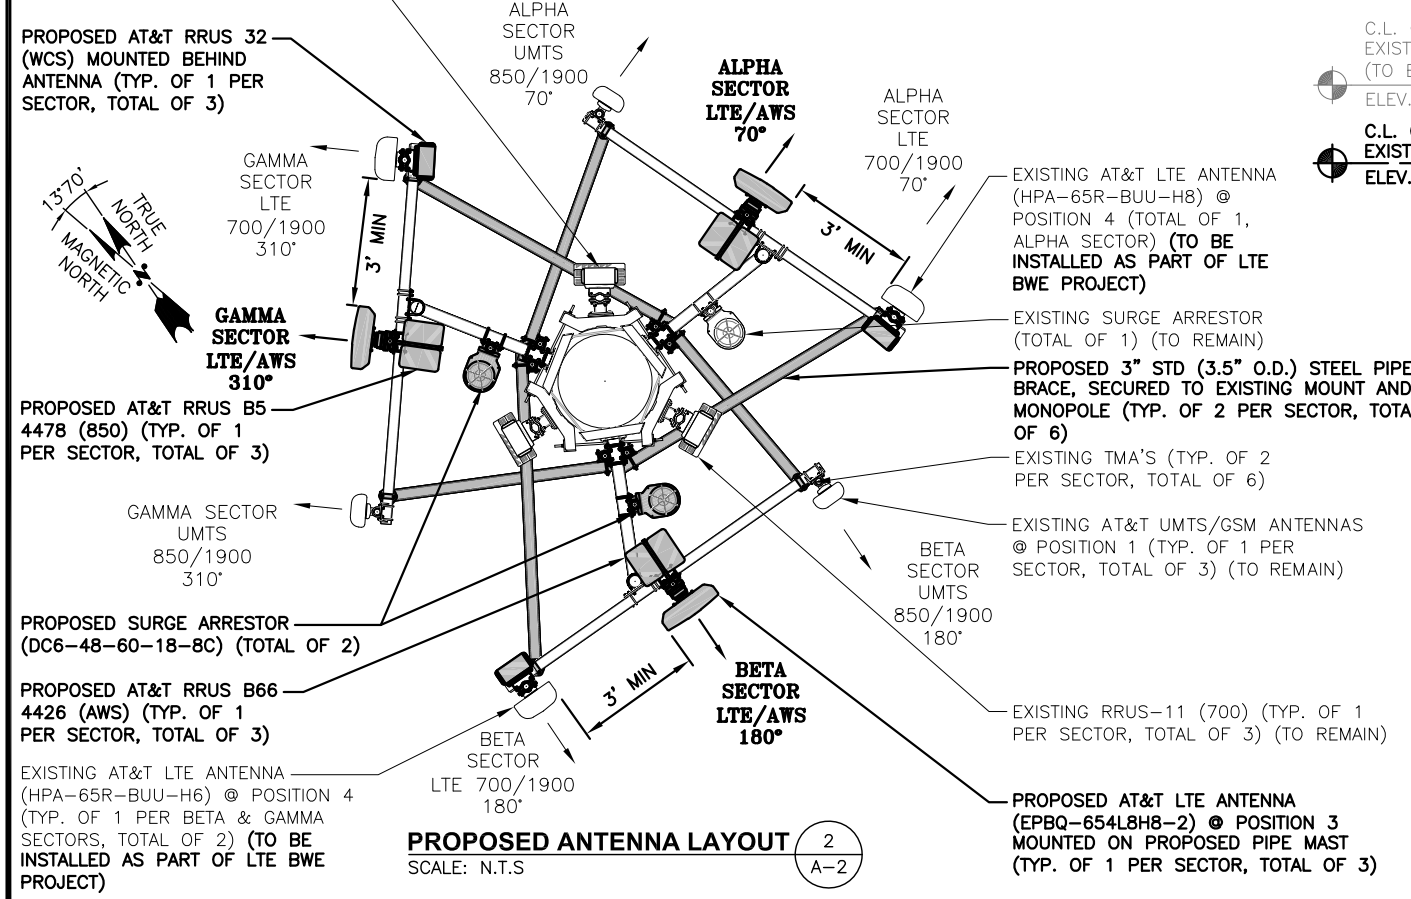 PROPOSED AT&T RRUS 32
(WCS) MOUNTED BEHIND
ANTENNA (TYP. OF 1 PER
SECTOR, TOTAL OF 3)
ALPHA
SECTOR
UMTS
850/1900
70°
ALPHA
SECTOR
LTE/AWS
70°
ALPHA
SECTOR
LTE
700/1900
70°
C.L.
EXIST
(TO
ELEV.
C.L.
EXIST
ELEV.
13°70'
TRUE
NORTH
MAGNETIC
NORTH
N
GAMMA
SECTOR
LTE
700/1900
310°
3' MIN
3' MIN
EXISTING AT&T LTE ANTENNA
(HPA-65R-BUU-H8) @
POSITION 4 (TOTAL OF 1,
ALPHA SECTOR) (TO BE
INSTALLED AS PART OF LTE
BWE PROJECT)
GAMMA
SECTOR
LTE/AWS
310°
EXISTING SURGE ARRESTOR
(TOTAL OF 1) (TO REMAIN)
PROPOSED 3" STD (3.5" O.D.) STEEL PIPE
BRACE, SECURED TO EXISTING MOUNT AND
MONOPOLE (TYP. OF 2 PER SECTOR, TOTA
OF 6)
PROPOSED AT&T RRUS B5
4478 (850) (TYP. OF 1
PER SECTOR, TOTAL OF 3)
EXISTING TMA'S (TYP. OF 2
PER SECTOR, TOTAL OF 6)
GAMMA SECTOR
UMTS
850/1900
310°
EXISTING AT&T UMTS/GSM ANTENNAS
@ POSITION 1 (TYP. OF 1 PER
SECTOR, TOTAL OF 3) (TO REMAIN)
BETA
SECTOR
UMTS
850/1900
180°
PROPOSED SURGE ARRESTOR
(DC6-48-60-18-8C) (TOTAL OF 2)
PROPOSED AT&T RRUS B66
4426 (AWS) (TYP. OF 1
PER SECTOR, TOTAL OF 3)
3' MIN
BETA
SECTOR
LTE/AWS
180°
EXISTING RRUS-11 (700) (TYP. OF 1
PER SECTOR, TOTAL OF 3) (TO REMAIN)
BETA
SECTOR
LTE 700/1900
180°
EXISTING AT&T LTE ANTENNA
(HPA-65R-BUU-H6) @ POSITION 4
(TYP. OF 1 PER BETA & GAMMA
SECTORS, TOTAL OF 2) (TO BE
INSTALLED AS PART OF LTE BWE
PROJECT)
PROPOSED AT&T LTE ANTENNA
(EPBQ-654L8H8-2) @ POSITION 3
MOUNTED ON PROPOSED PIPE MAST
(TYP. OF 1 PER SECTOR, TOTAL OF 3)
PROPOSED ANTENNA LAYOUT
SCALE: N.T.S
2
A-2